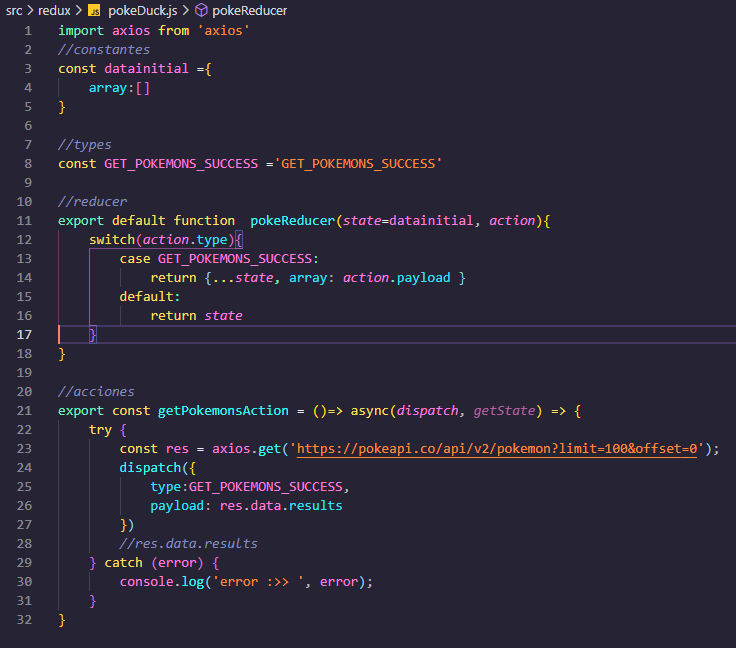 src > redux > JS pokeDuck.js > pokeReducer
1 import axios from 'axios'
2 //constantes
3 const datainitial ={
4 array:[]
5 }
6
7 //types
8 const GET_POKEMONS_SUCCESS ='GET_POKEMONS_SUCCESS'
9
10 //reducer
11 export default function  pokeReducer(state=datainitial, action){
12 switch(action.type){
13 case GET_POKEMONS_SUCCESS:
14 return {...state, array: action.payload }
15 default:
16 return state
17 }
18 }
19
20 //acciones
21 export const getPokemonsAction = ()=> async(dispatch, getState) => {
22 try {
23 const res = axios.get('https://pokeapi.co/api/v2/pokemon?limit=100&offset=0');
24 dispatch({
25 type:GET_POKEMONS_SUCCESS,
26 payload: res.data.results
27 })
28 //res.data.results
29 } catch (error) {
30 console.log('error :>> ', error);
31 }
32 }